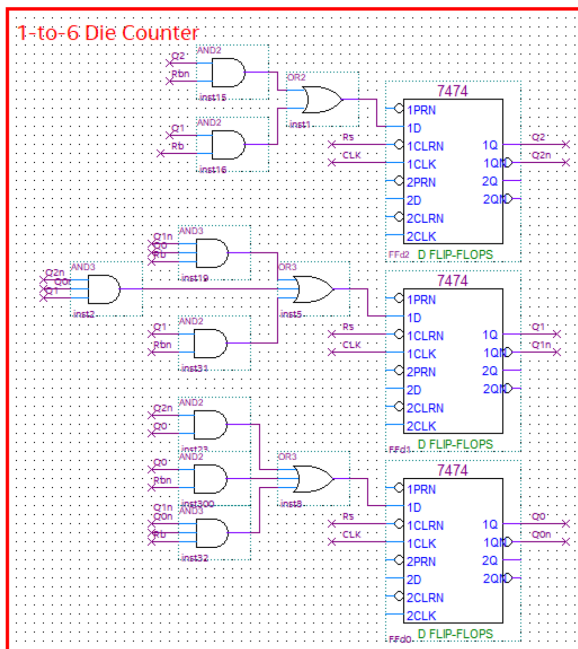 1-to-6 Die Counter
AND2
Q2
Rbn
inst15
OR2
inst1
AND2
Q1
Rb
inst16
7474
1PRN
1D
1CLRN
1CLK
2PRN
2D
2CLRN
2CLK
1Q
1QN
2Q
2QN
Rs
CLK
Q2
Q2n
FFd2
D FLIP-FLOPS
AND3
Q1n
Q0
Rb
inst19
AND3
Q2n
Q1
inst2
OR3
inst5
AND2
Q1
Rbn
inst31
7474
1PRN
1D
1CLRN
1CLK
2PRN
2D
2CLRN
2CLK
1Q
1QN
2Q
2QN
Rs
CLK
Q1
Q1n
FFd1
D FLIP-FLOPS
AND2
Q2n
Q0
AND2
Q0
Rbn
inst300
AND3
Q1n
Q0n
Rb
inst32
OR3
inst8
7474
1PRN
1D
1CLRN
1CLK
2PRN
2D
2CLRN
2CLK
1Q
1QN
2Q
2QN
Rs
CLK
Q0
Q0n
FFd0
D FLIP-FLOPS